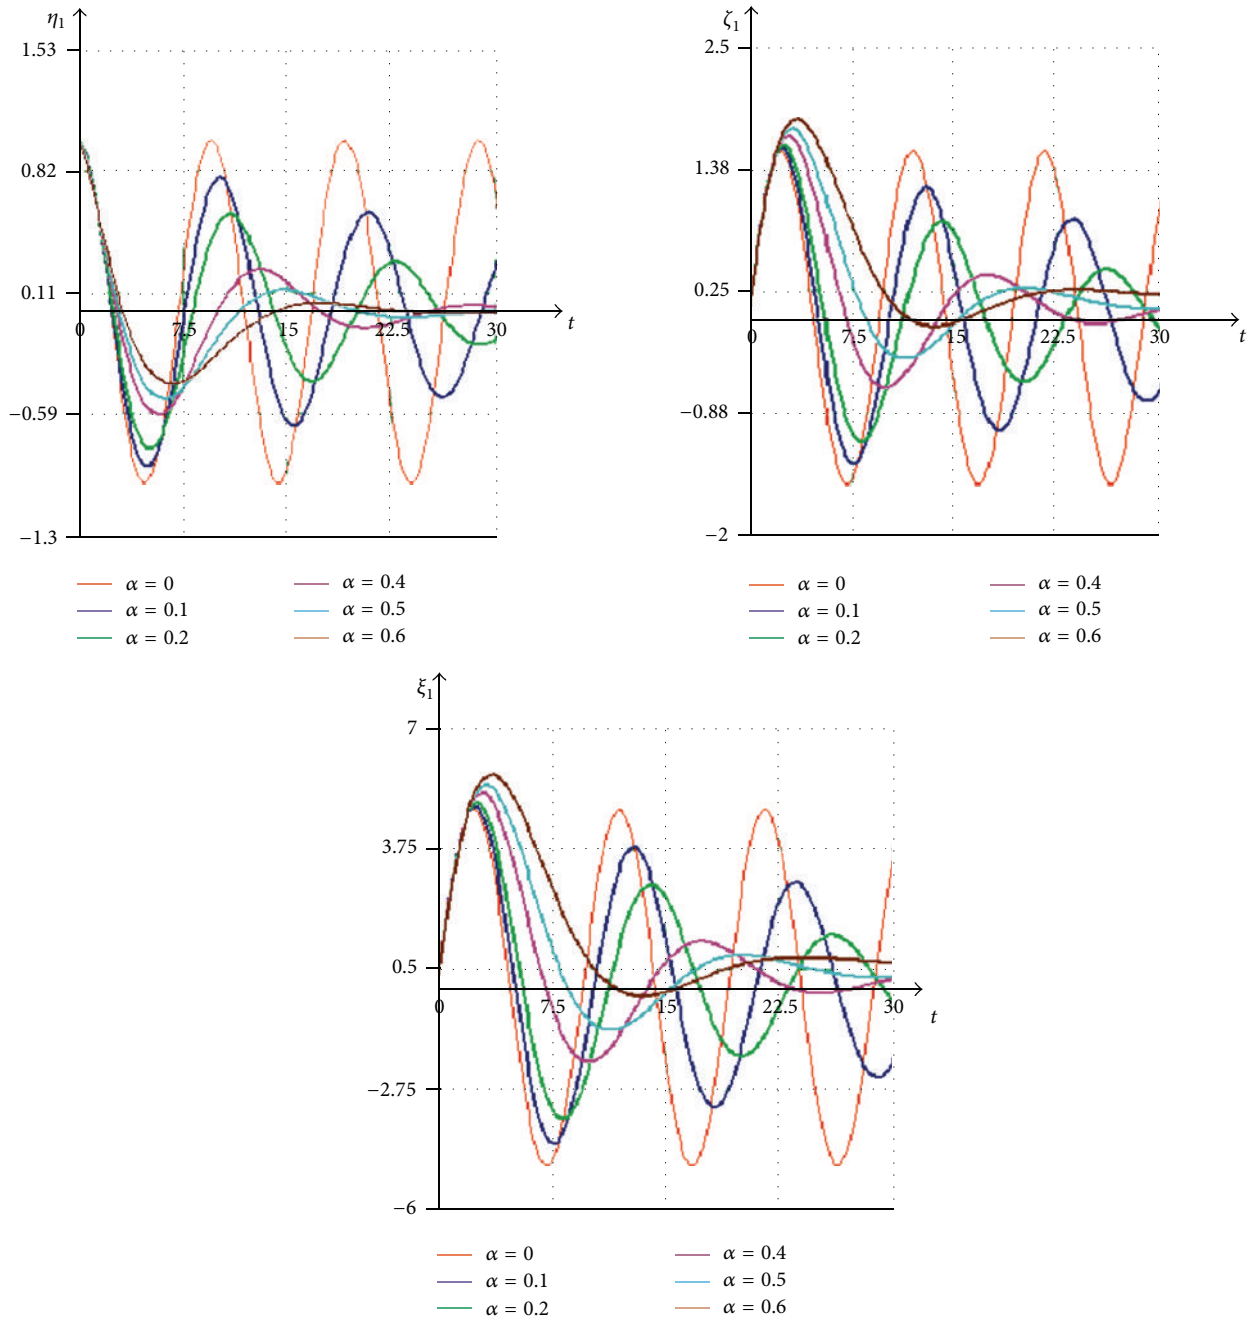 η1
1.53
0.82
0.11
−0.59
−1.3
0 7.5 15 22.5 30 t
α = 0 α = 0.4
α = 0.1 α = 0.5
α = 0.2 α = 0.6
ζ1
2.5
1.38
0.25
−0.88
−2
0 7.5 15 22.5 30 t
α = 0 α = 0.4
α = 0.1 α = 0.5
α = 0.2 α = 0.6
ξ1
7
3.75
0.5
−2.75
−6
0 7.5 15 22.5 30 t
α = 0 α = 0.4
α = 0.1 α = 0.5
α = 0.2 α = 0.6